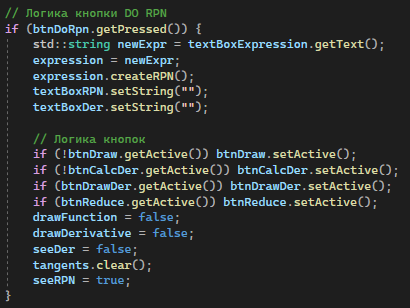 // Логика кнопки DO RPN
if (btnDoRpn.getPressed()) {
    std::string newExpr = textBoxExpression.getText();
    expression = newExpr;
    expression.createRPN();
    textBoxRPN.setString("");
    textBoxDer.setString("");

    // Логика кнопок
    if (!btnDraw.getActive()) btnDraw.setActive();
    if (!btnCalcDer.getActive()) btnCalcDer.setActive();
    if (btnDrawDer.getActive()) btnDrawDer.setActive();
    if (btnReduce.getActive()) btnReduce.setActive();
    drawFunction = false;
    drawDerivative = false;
    seeDer = false;
    tangents.clear();
    seeRPN = true;
}